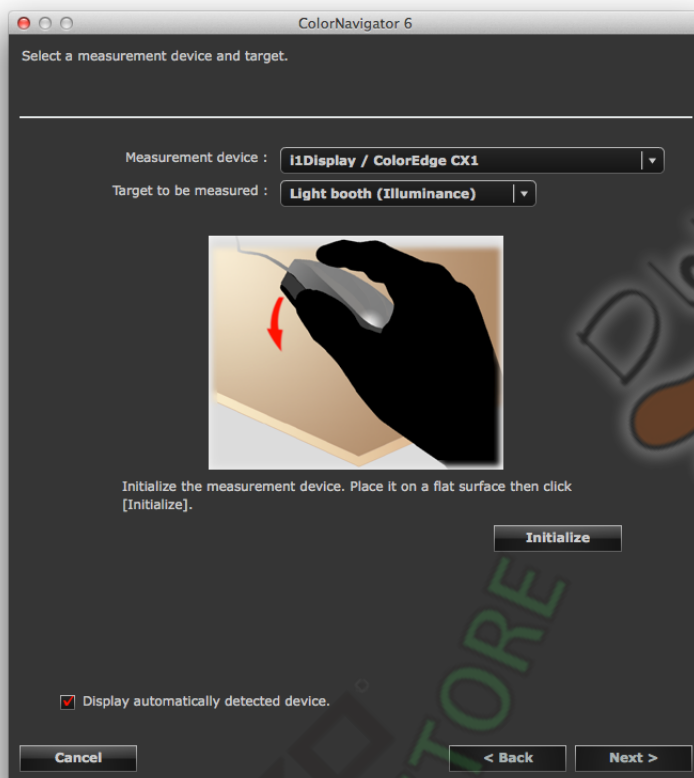 ColorNavigator 6
Select a measurement device and target.
Measurement device :
i1Display / ColorEdge CX1
Target to be measured :
Light booth (Illuminance)
Initialize the measurement device. Place it on a flat surface then click
[Initialize].
Initialize
Display automatically detected device.
STORE
Cancel
< Back
Next >